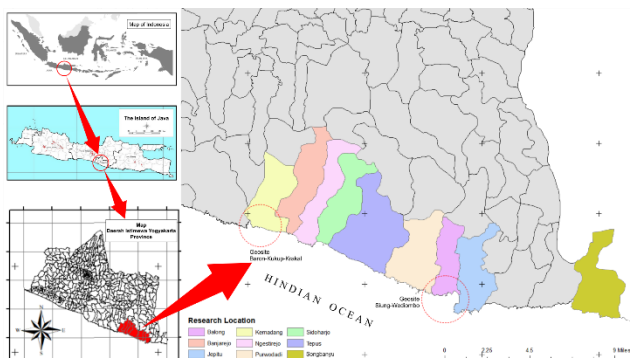 Map of Indonesia
The Island of Java
Map
Daerah Istimewa Yogyakarta
Province
Geosite
Baron-Kukup-Krakal
HINDIAN OCEAN
Geosite
Siung-Wediombo
Research Location
Balong
Kemadang
Sidoharjo
Banjarejo
Ngestirejo
Tepus
Jepitu
Purwodadi
Songbanyu
0 2.25 4.5 9 Miles